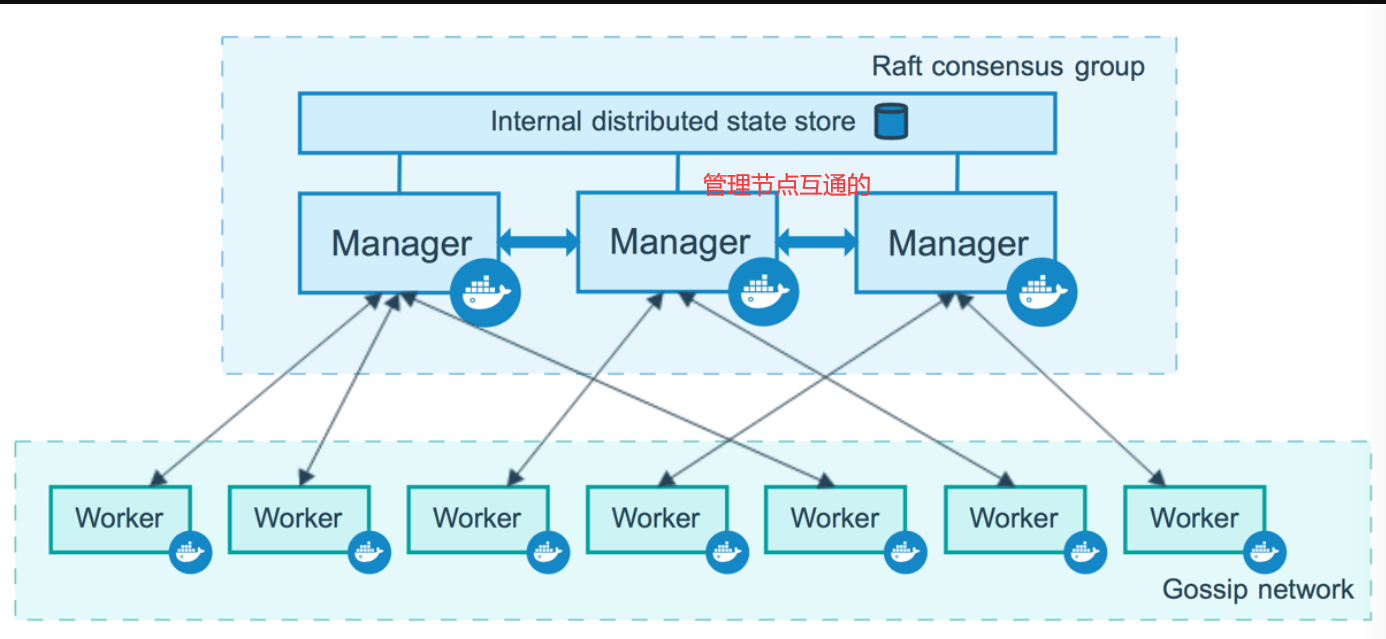 Raft consensus group
Internal distributed state store
管理节点互通的
Manager
Manager
Manager
Worker
Worker
Worker
Worker
Worker
Worker
Worker
Gossip network